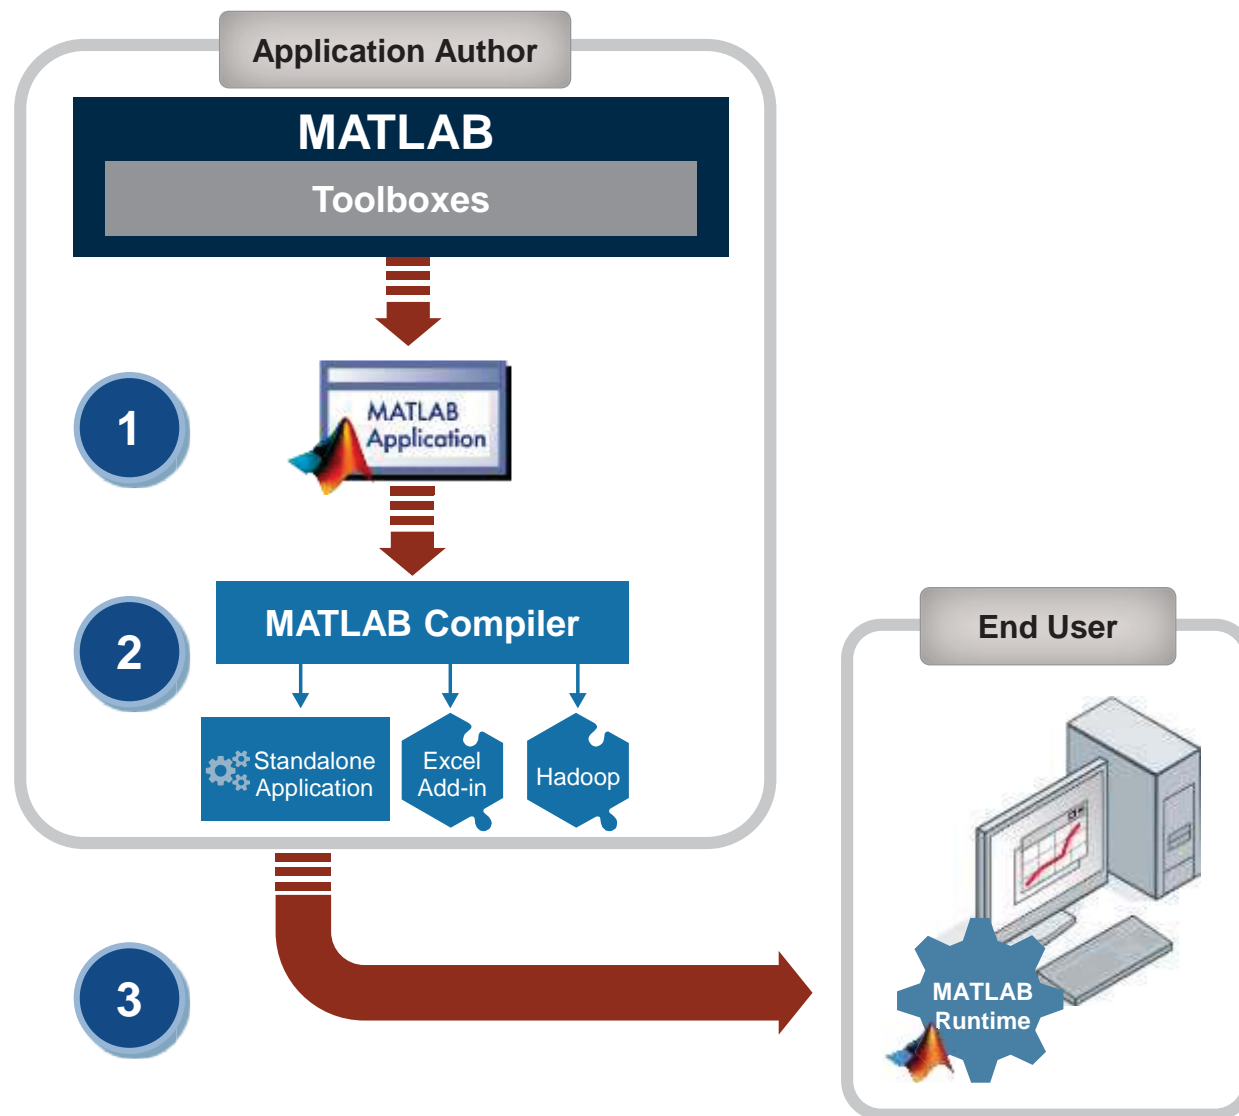 Application Author
MATLAB
Toolboxes
1
MATLAB
Application
2
MATLAB Compiler
Standalone
Application
Excel
Add-in
Hadoop
End User
3
MATLAB
Runtime